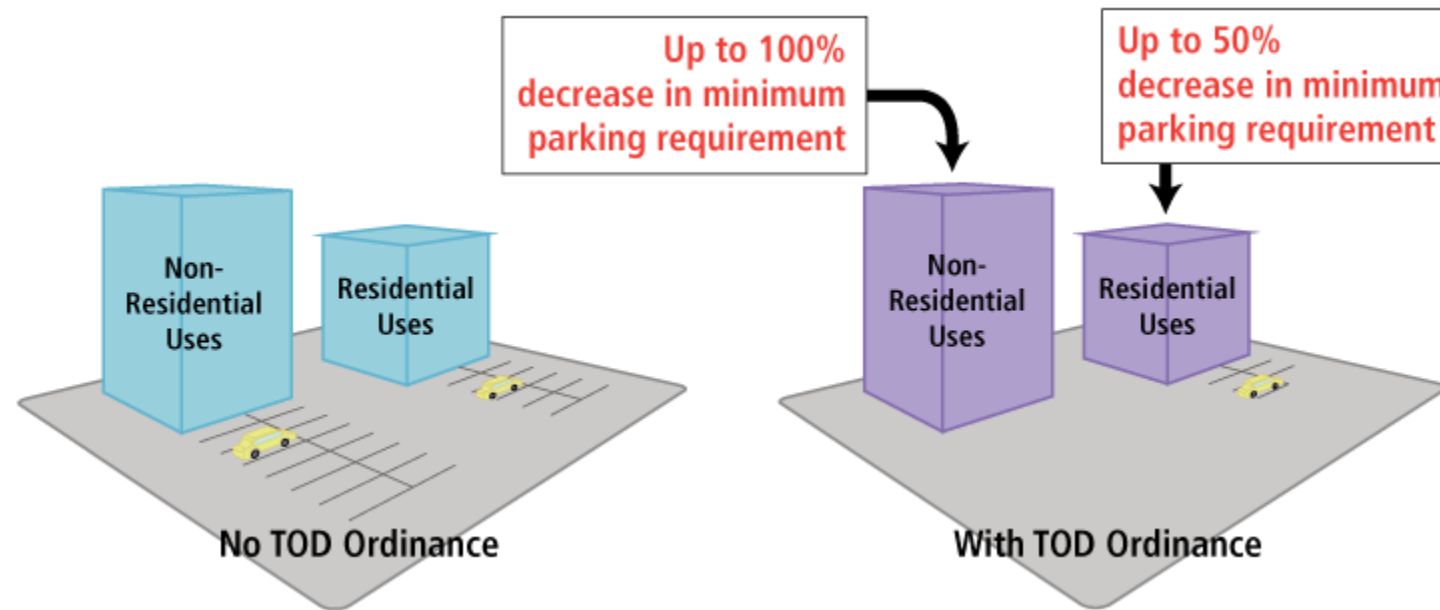 Up to 100%
decrease in minimum
parking requirement
Up to 50%
decrease in minimum
parking requirement
Non-
Residential
Uses
Residential
Uses
Non-
Residential
Uses
Residential
Uses
No TOD Ordinance
With TOD Ordinance